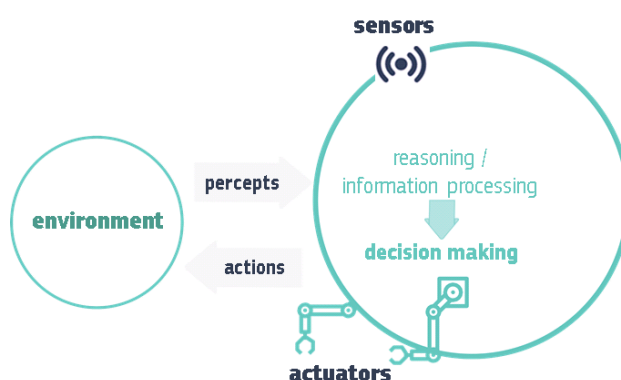 sensors
reasoning /
information processing
percepts
environment
decision making
actions
actuators